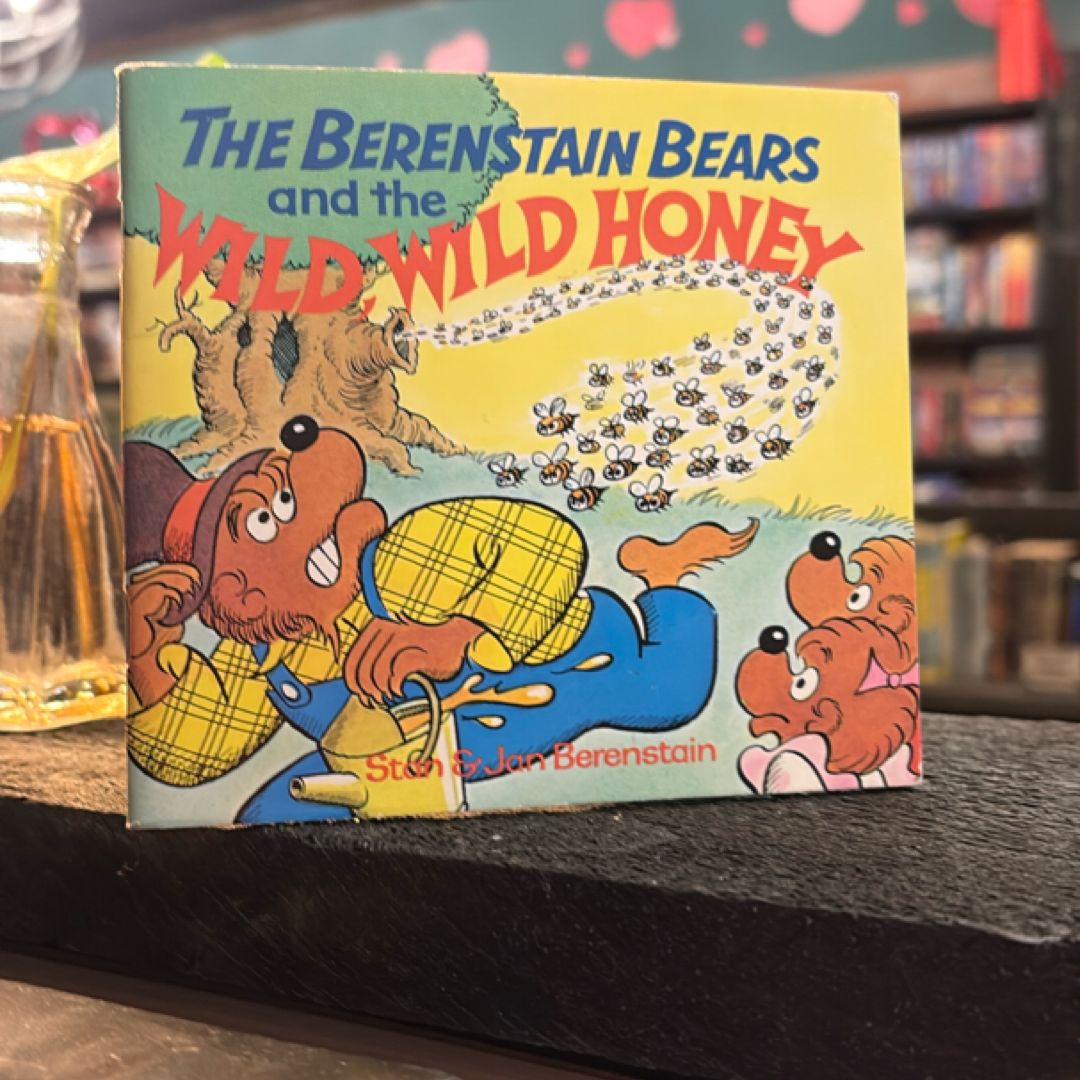 THE BERENSTAIN BEARS
and the
WILD, WILD HONEY
Stan & Jan Berenstain